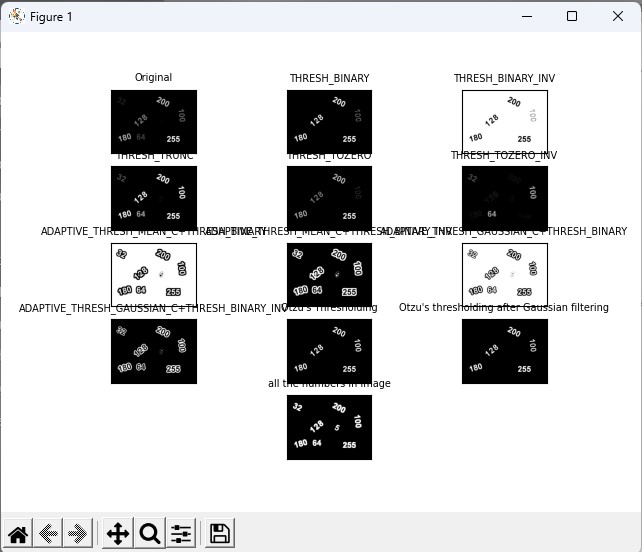 Figure 1
Original
THRESH_BINARY
THRESH_BINARY_INV
32 200 100 128 180 64 255
200 100 128 180 255
100
THRESH_TRUNC
THRESH_TOZERO
THRESH_TOZERO_INV
32 200 100 128 180 64 255
200 100 128 180 255
64
ADAPTIVE_THRESH_MEAN_C+THRESH_BINARY
ADAPTIVE_THRESH_MEAN_C+THRESH_BINARY_INV
ADAPTIVE_THRESH_GAUSSIAN_C+THRESH_BINARY
32 200 100 128 180 64 255
32 200 100 128 180 64 255
32 200 100 128 180 64 255
ADAPTIVE_THRESH_GAUSSIAN_C+THRESH_BINARY_INV
Otzu's Thresholding
Otzu's thresholding after Gaussian filtering
32 200 100 128 180 64 255
200 100 128 180 255
200 100 128 180 255
all the numbers in image
32 200 100 128 5 180 64 255